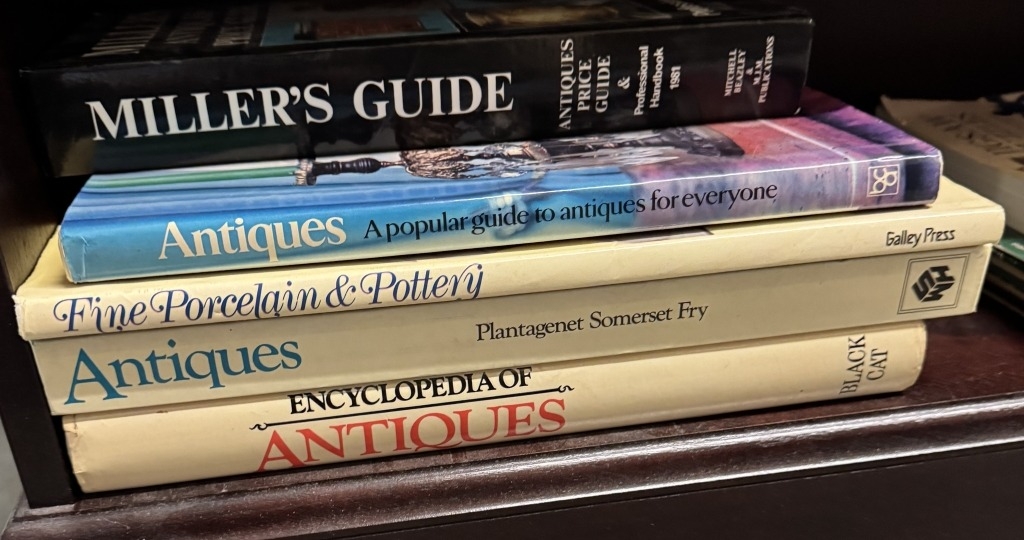 MILLER'S GUIDE
ANTIQUES
PRICE
GUIDE
&
Professional
Handbook
1981
MITCHELL
BEAZLEY
&
M.J.M.
PUBLICATIONS
Antiques A popular guide to antiques for everyone
bca
Fine Porcelain & Pottery
Galley Press
Antiques
Plantagenet Somerset Fry
ENCYCLOPEDIA OF
ANTIQUES
BLACK
CAT